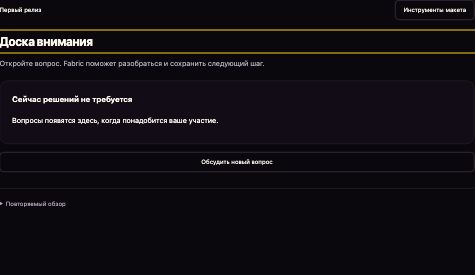 Первый релиз
Инструменты макета
Доска внимания
Откройте вопрос. Fabric поможет разобраться и сохранить следующий шаг.
Сейчас решений не требуется
Вопросы появятся здесь, когда понадобится ваше участие.
Обсудить новый вопрос
Повторяемый обзор